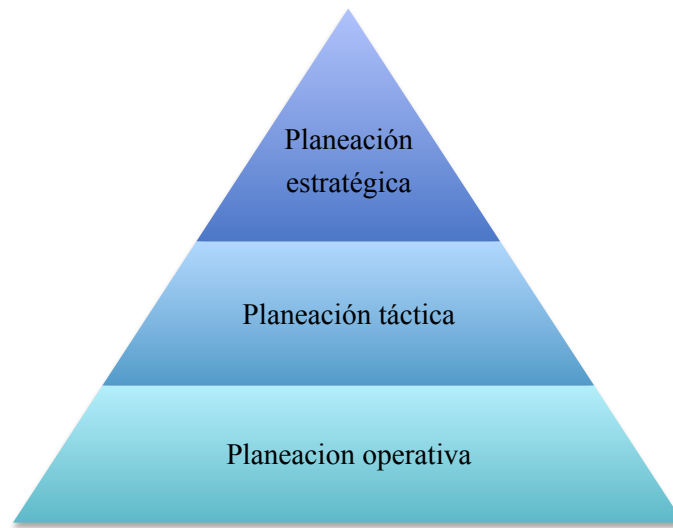 Planeación
estratégica
Planeación táctica
Planeacion operativa